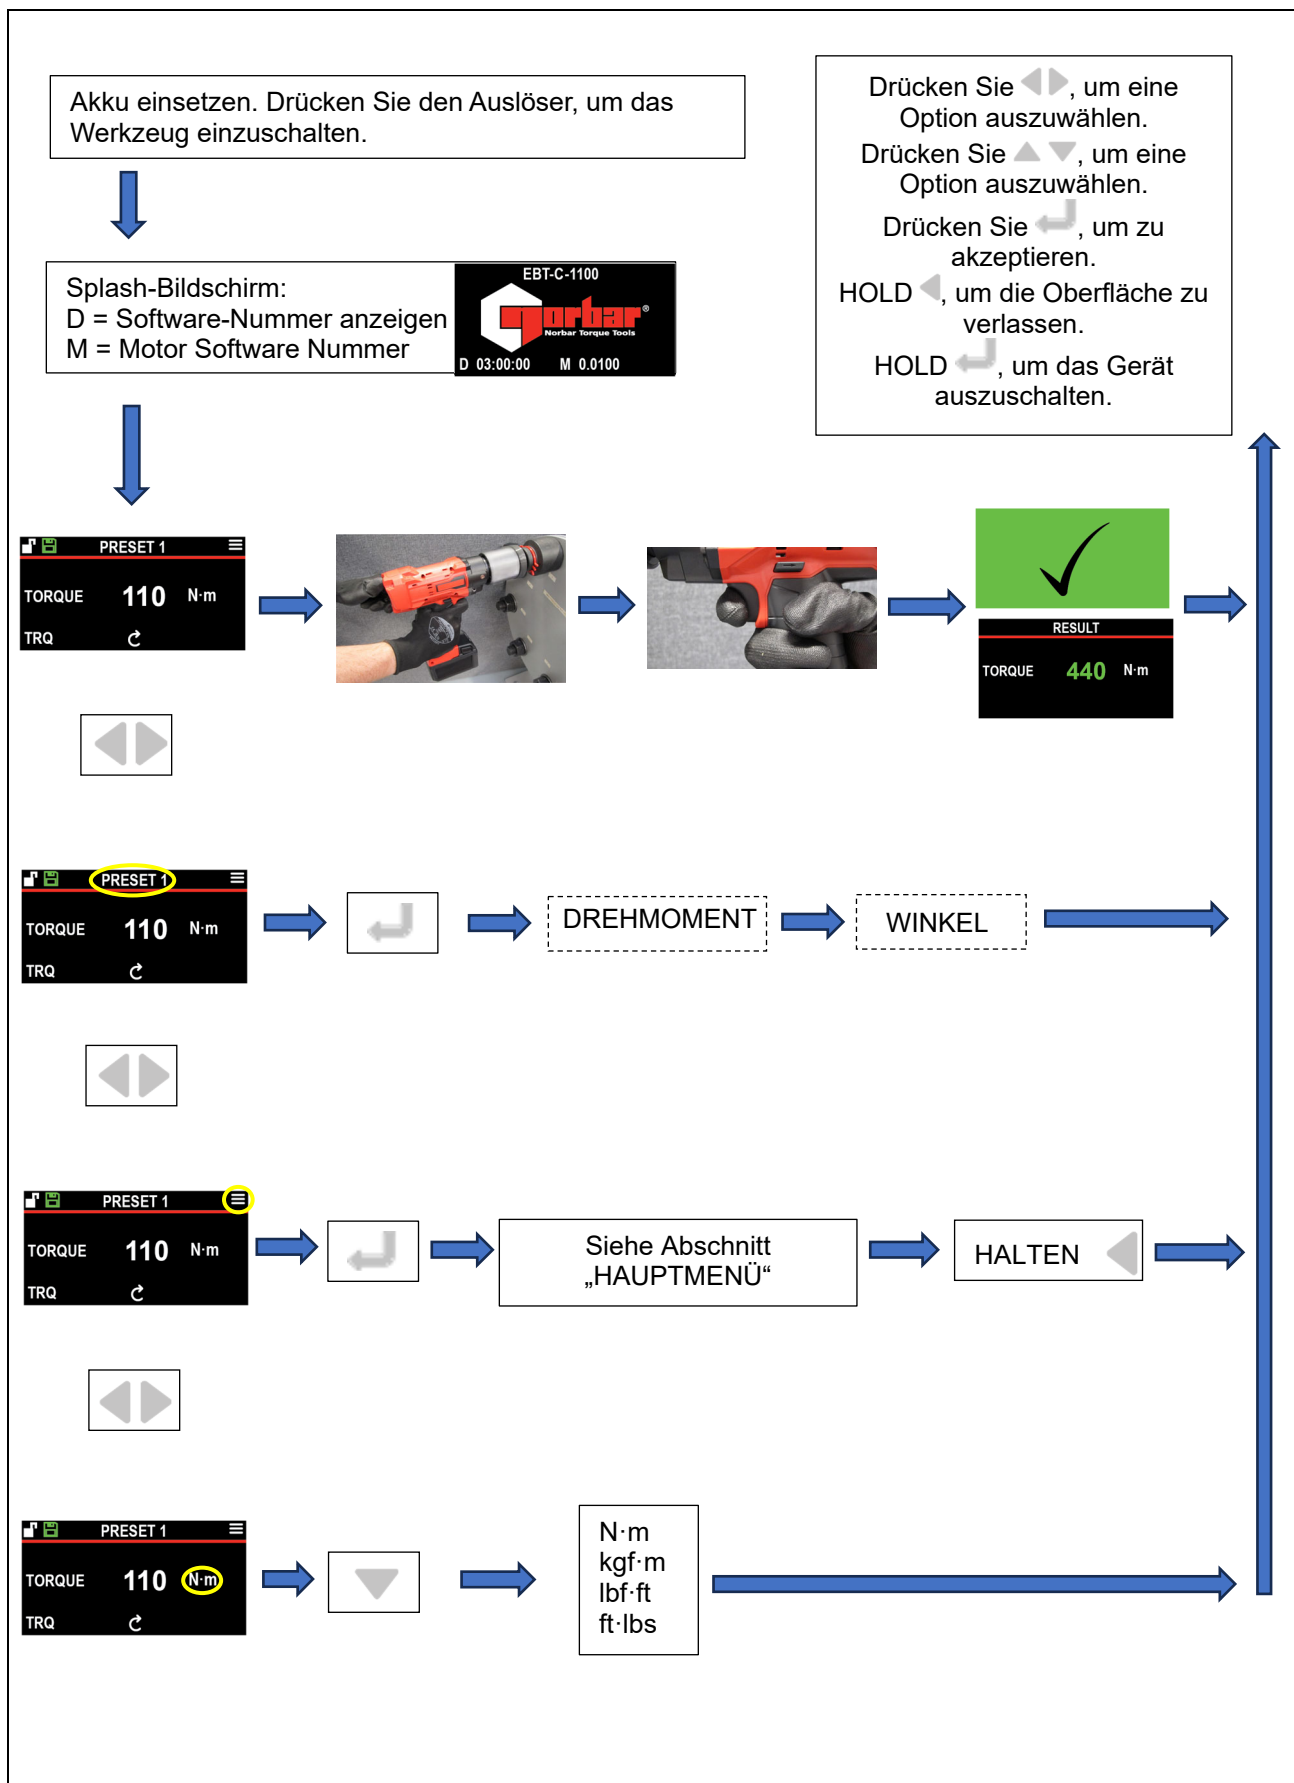 Akku einsetzen. Drücken Sie den Auslöser, um das
Werkzeug einzuschalten.
Drücken Sie , um eine
Option auszuwählen.
Drücken Sie , um eine
Option auszuwählen.
Drücken Sie , um zu
akzeptieren.
HOLD , um die Oberfläche zu
verlassen.
HOLD , um das Gerät
auszuschalten.
Splash-Bildschirm:
D = Software-Nummer anzeigen
M = Motor Software Nummer
EBT-C-1100
norbar®
Norbar Torque Tools
D 03:00:00 M 0.0100
PRESET 1
TORQUE 110 N·m
TRQ
RESULT
TORQUE 440 N·m
PRESET 1
TORQUE 110 N·m
TRQ
DREHMOMENT
WINKEL
PRESET 1
TORQUE 110 N·m
TRQ
Siehe Abschnitt
„HAUPTMENÜ“
HALTEN
PRESET 1
TORQUE 110 N·m
TRQ
N·m
kgf·m
lbf·ft
ft·lbs